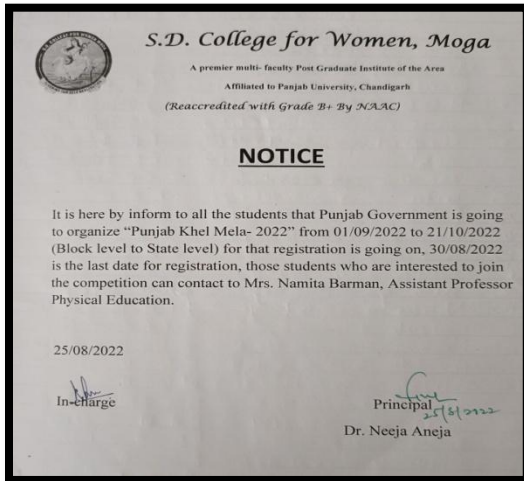 S.D. College for Women, Moga
A premier multi- faculty Post Graduate Institute of the Area
Affiliated to Panjab University, Chandigarh
(Reaccredited with Grade B+ By NAAC)
NOTICE
It is here by inform to all the students that Punjab Government is going
to organize “Punjab Khel Mela- 2022” from 01/09/2022 to 21/10/2022
(Block level to State level) for that registration is going on, 30/08/2022
is the last date for registration, those students who are interested to join
the competition can contact to Mrs. Namita Barman, Assistant Professor
Physical Education.
25/08/2022
In-charge
Principal
25/8/2022
Dr. Neeja Aneja